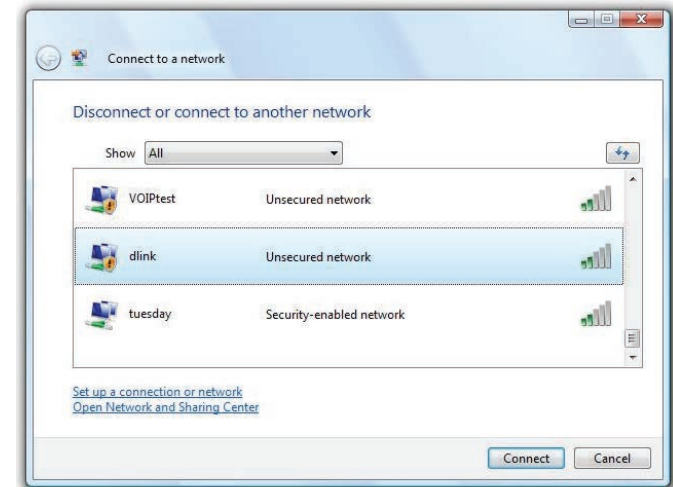 Connect to a network
Disconnect or connect to another network
Show All
VOIPtest Unsecured network
dlink Unsecured network
tuesday Security-enabled network
Set up a connection or network
Open Network and Sharing Center
Connect Cancel